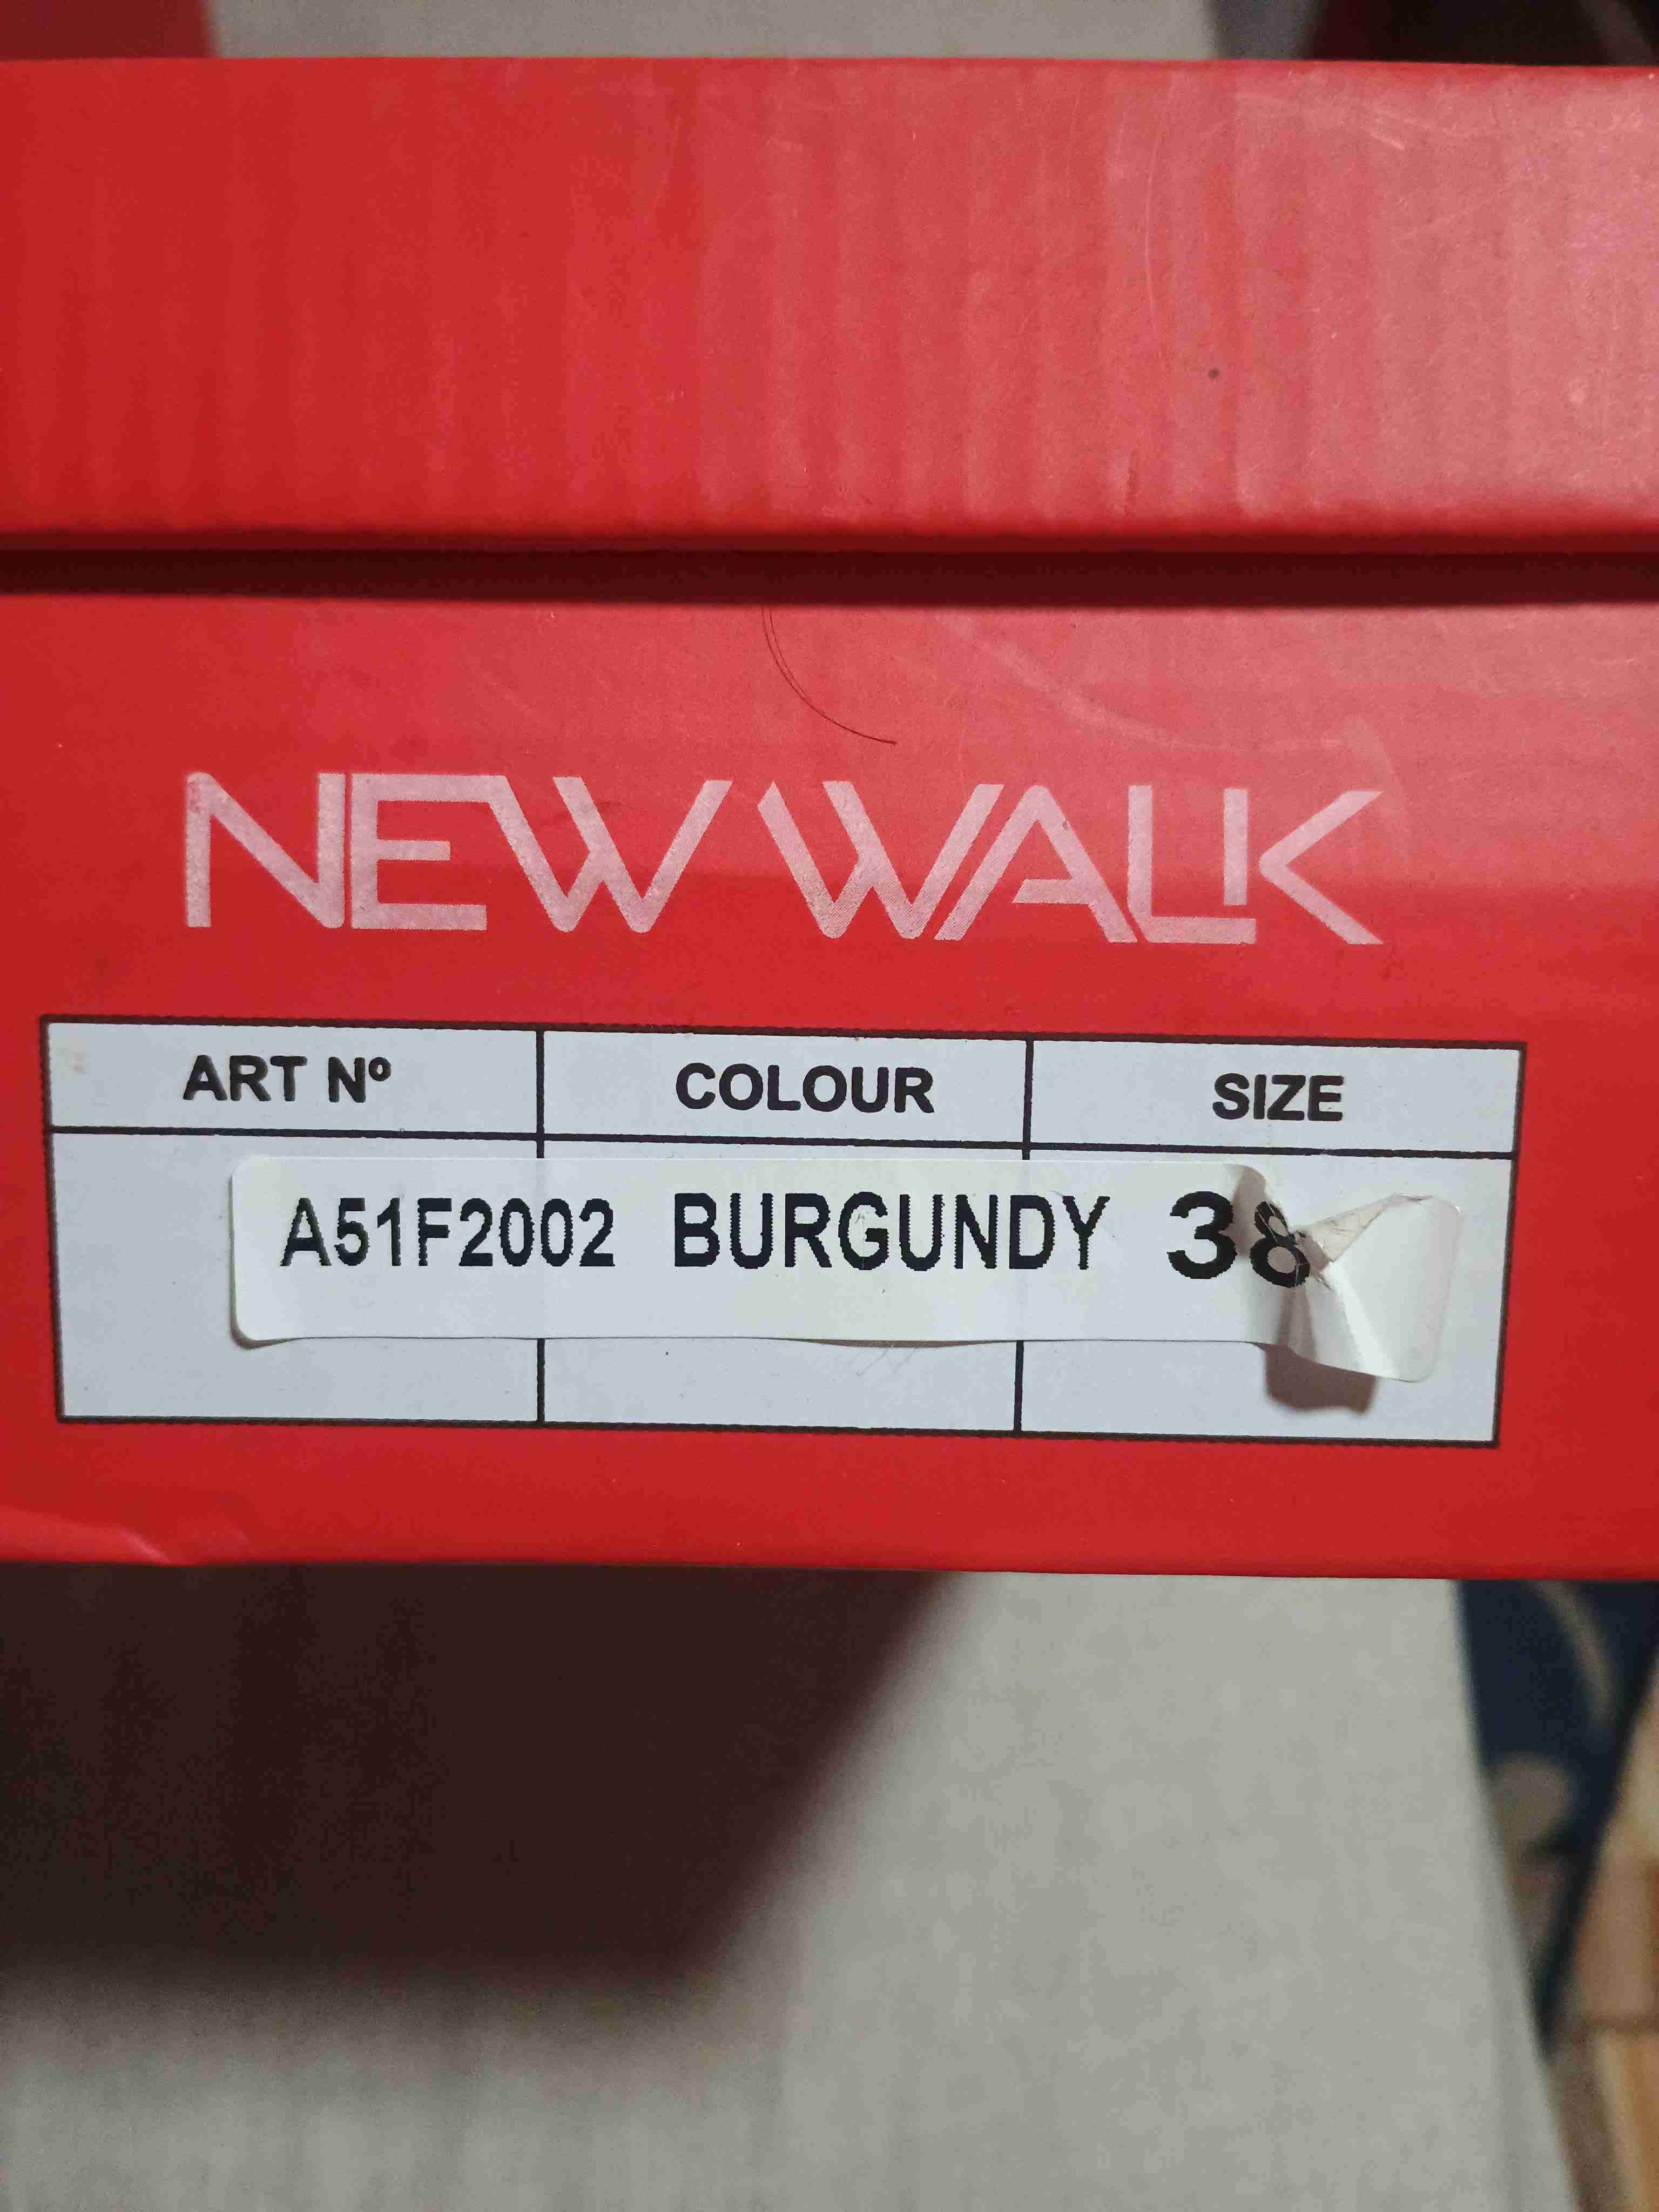 NEW WALK
ART Nº COLOUR SIZE
A51F2002 BURGUNDY 38